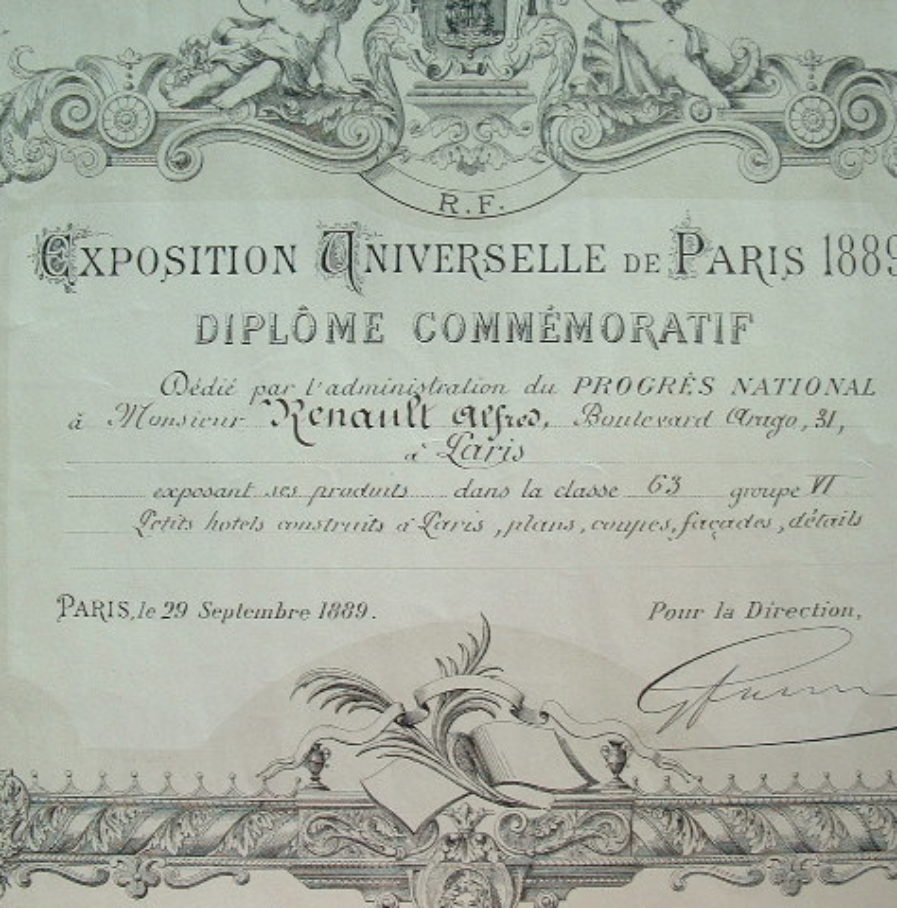 R.F.
EXPOSITION UNIVERSELLE DE PARIS 1889
DIPLÔME COMMÉMORATIF
Dédié par l'administration du PROGRÈS NATIONAL
à Monsieur Renault Alfred, Boulevard Arago, 31,
à Paris
exposant ses produits dans la classe 63 groupe VI
Petits hotels construits à Paris, plans, coupes, façades, détails
PARIS, le 29 Septembre 1889.
Pour la Direction,